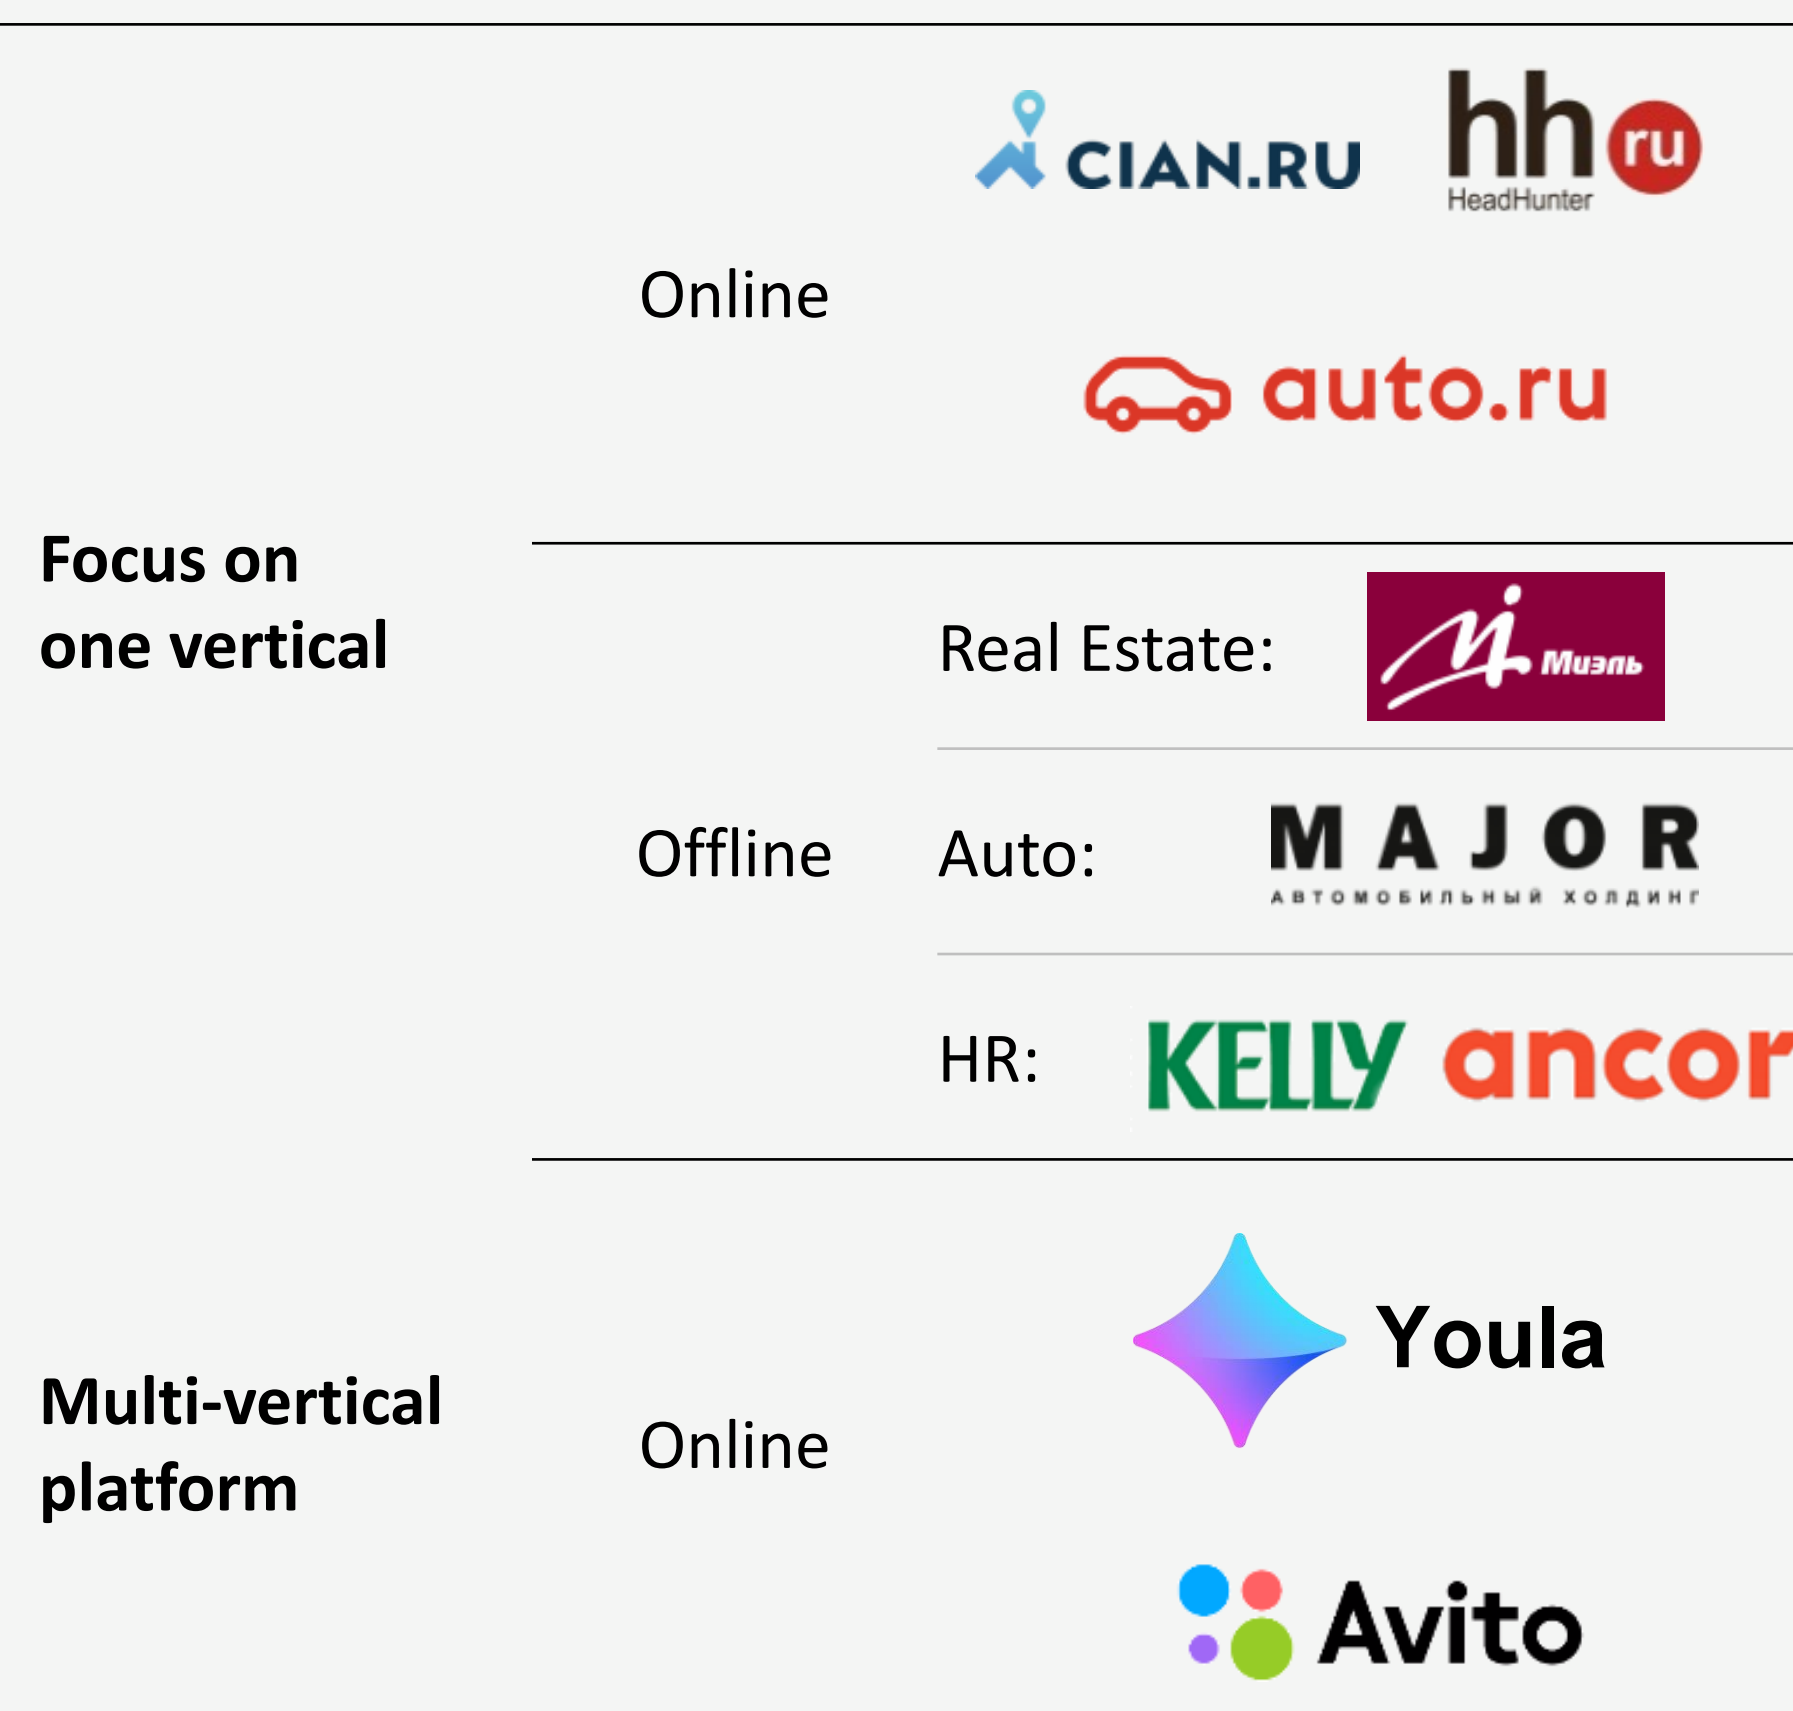 CIAN.RU
hh ru
HeadHunter
Online
auto.ru
Focus on
one vertical
Real Estate:
Миэль
Offline
Auto:
MAJOR
АВТОМОБИЛЬНЫЙ ХОЛДИНГ
HR:
KELLY ancor
Youla
Multi-vertical
platform
Online
Avito